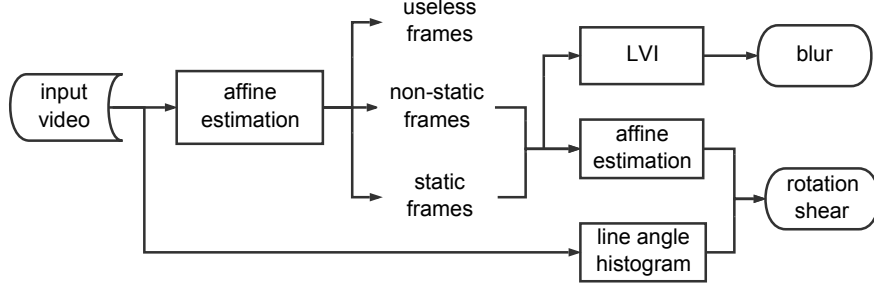 useless
frames
LVI
blur
input
video
affine
estimation
non-static
frames
affine
estimation
static
frames
rotation
shear
line angle
histogram